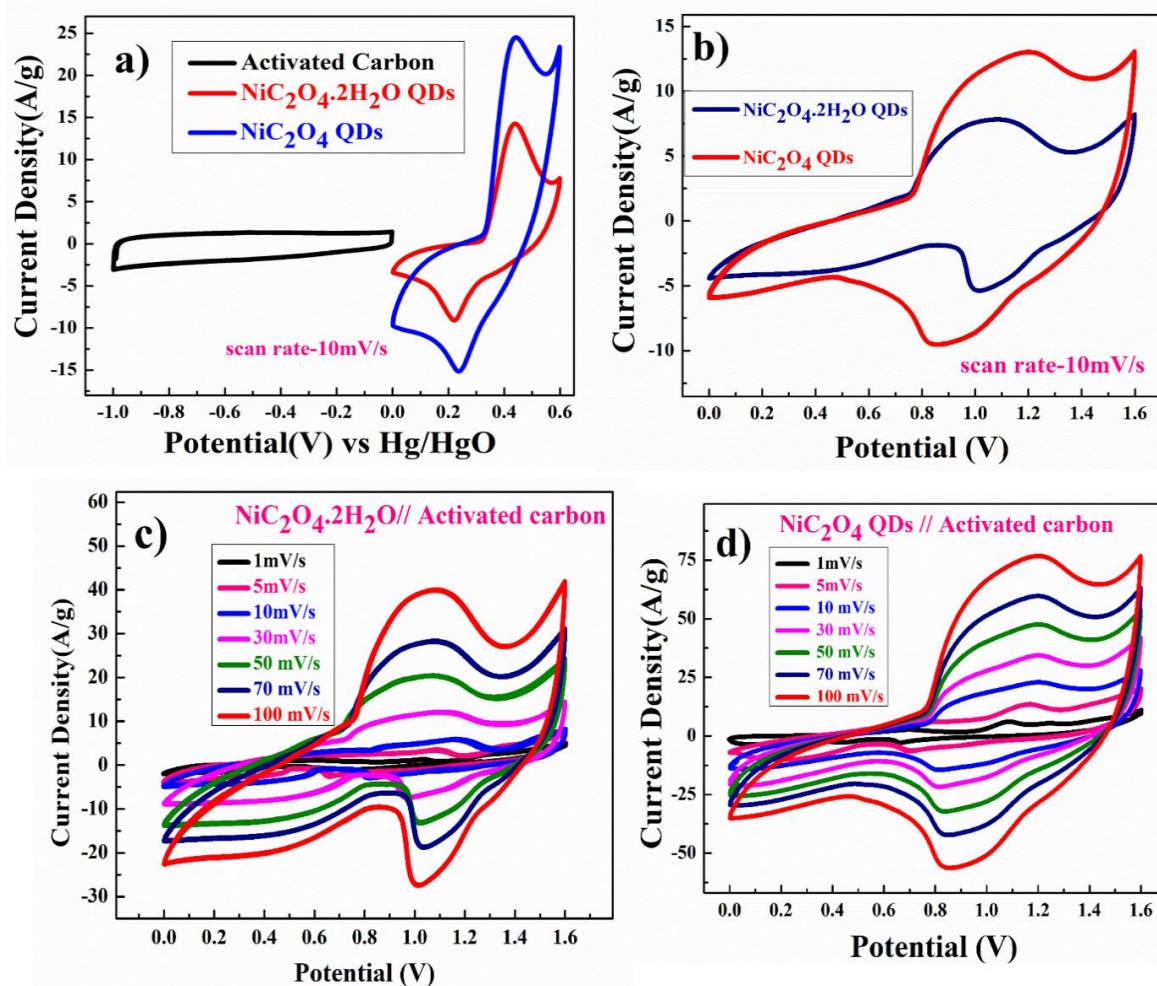 a)
Activated Carbon
NiC2O4.2H2O QDs
NiC2O4 QDs
scan rate-10mV/s
Current Density(A/g)
25
20
15
10
5
0
-5
-10
-15
-1.0 -0.8 -0.6 -0.4 -0.2 0.0 0.2 0.4 0.6
Potential(V) vs Hg/HgO
b)
NiC2O4.2H2O QDs
NiC2O4 QDs
scan rate-10mV/s
Current Density(A/g)
15
10
5
0
-5
-10
0.0 0.2 0.4 0.6 0.8 1.0 1.2 1.4 1.6
Potential (V)
c)
NiC2O4.2H2O// Activated carbon
1mV/s
5mV/s
10mV/s
30mV/s
50 mV/s
70 mV/s
100 mV/s
Current Density(A/g)
60
50
40
30
20
10
0
-10
-20
-30
0.0 0.2 0.4 0.6 0.8 1.0 1.2 1.4 1.6
Potential (V)
d)
NiC2O4 QDs // Activated carbon
1mV/s
5mV/s
10 mV/s
30 mV/s
50 mV/s
70 mV/s
100 mV/s
Current Density(A/g)
75
50
25
0
-25
-50
0.0 0.2 0.4 0.6 0.8 1.0 1.2 1.4 1.6
Potential (V)